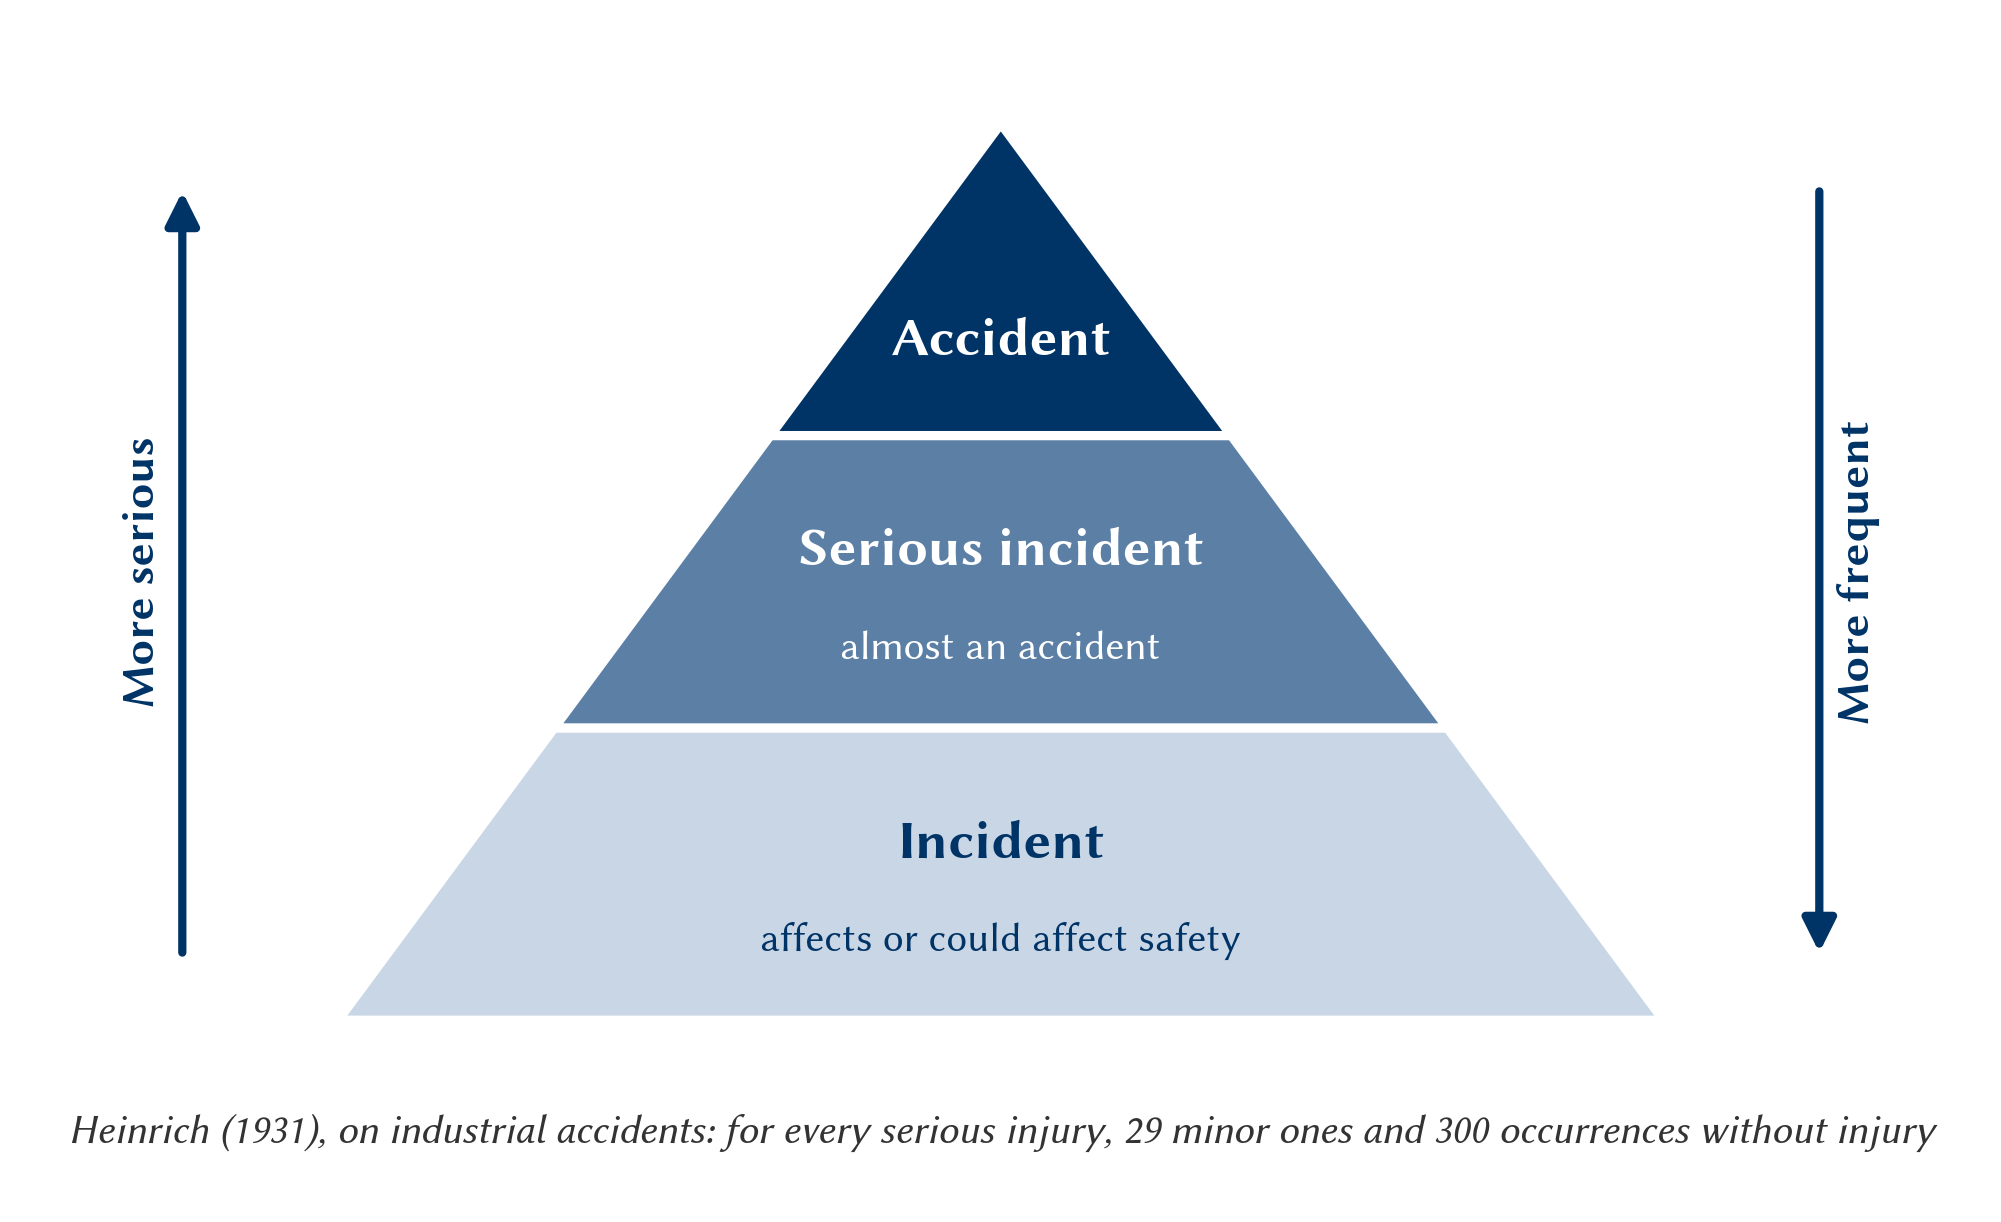 Accident
More serious
More frequent
Serious incident
almost an accident
Incident
affects or could affect safety
Heinrich (1931), on industrial accidents: for every serious injury, 29 minor ones and 300 occurrences without injury